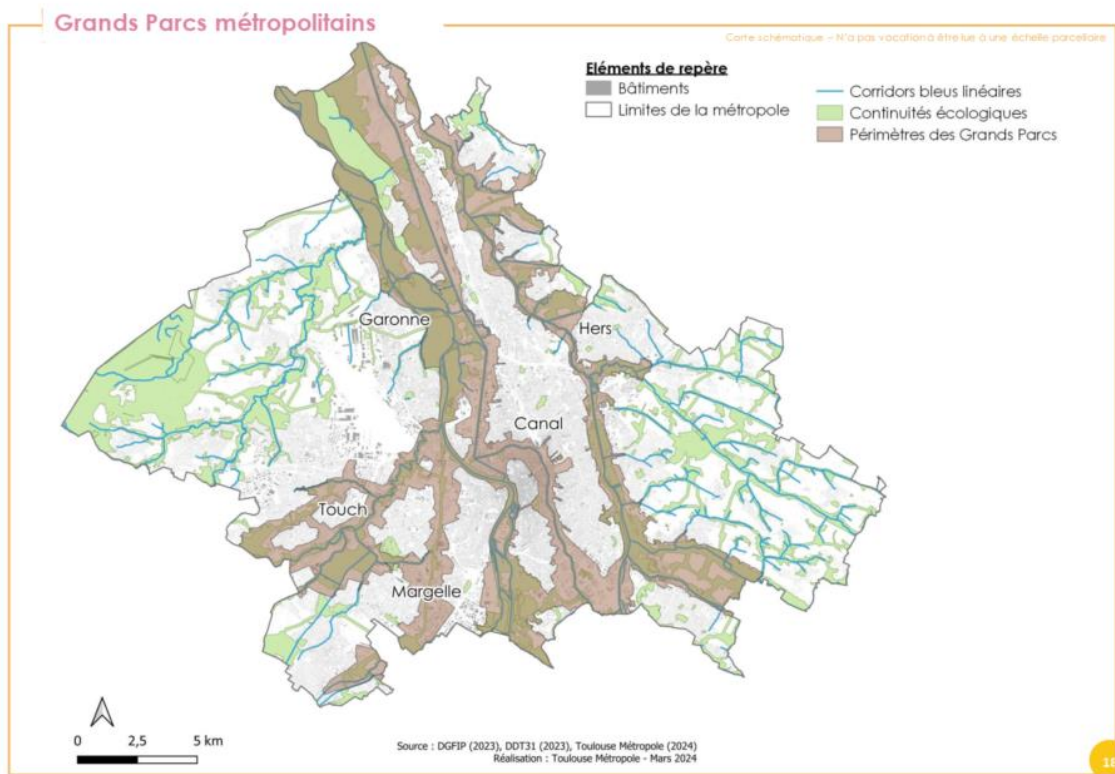 Grands Parcs métropolitains
Carte schématique – N'a pas vocation à être lue à une échelle parcellaire
Eléments de repère
Bâtiments
Limites de la métropole
Corridors bleus linéaires
Continuités écologiques
Périmètres des Grands Parcs
Garonne
Hers
Canal
Touch
Margelle
0 2,5 5 km
Source : DGFIP (2023), DDT31 (2023), Toulouse Métropole (2024)
Réalisation : Toulouse Métropole - Mars 2024